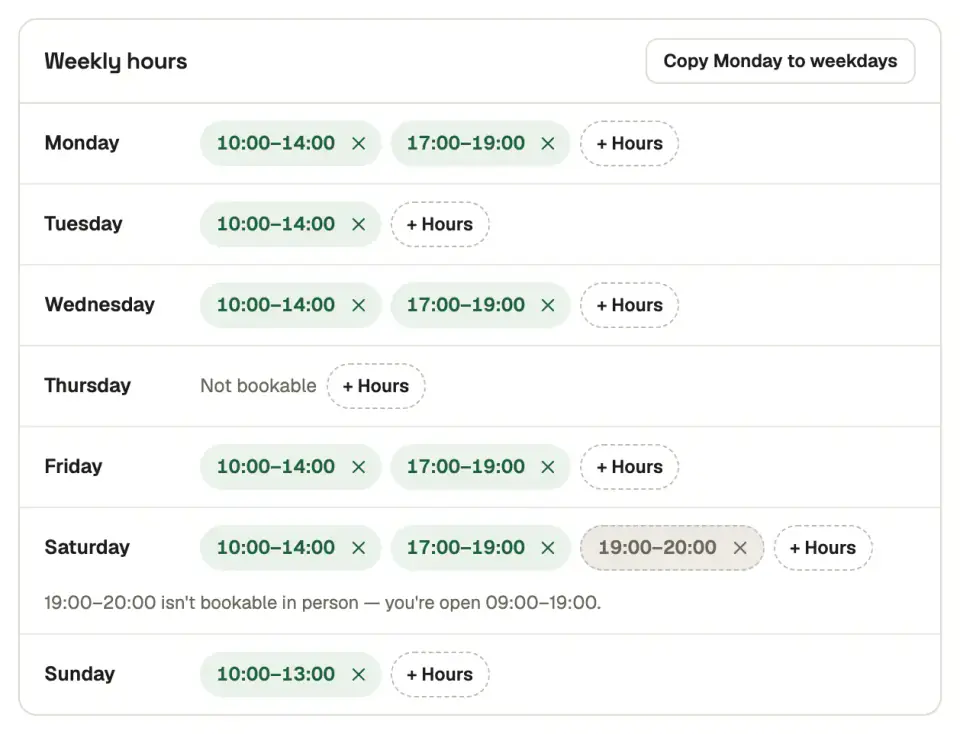 Weekly hours
Copy Monday to weekdays
Monday 10:00–14:00 × 17:00–19:00 × + Hours
Tuesday 10:00–14:00 × + Hours
Wednesday 10:00–14:00 × 17:00–19:00 × + Hours
Thursday Not bookable + Hours
Friday 10:00–14:00 × 17:00–19:00 × + Hours
Saturday 10:00–14:00 × 17:00–19:00 × 19:00–20:00 × + Hours
19:00–20:00 isn't bookable in person — you're open 09:00–19:00.
Sunday 10:00–13:00 × + Hours